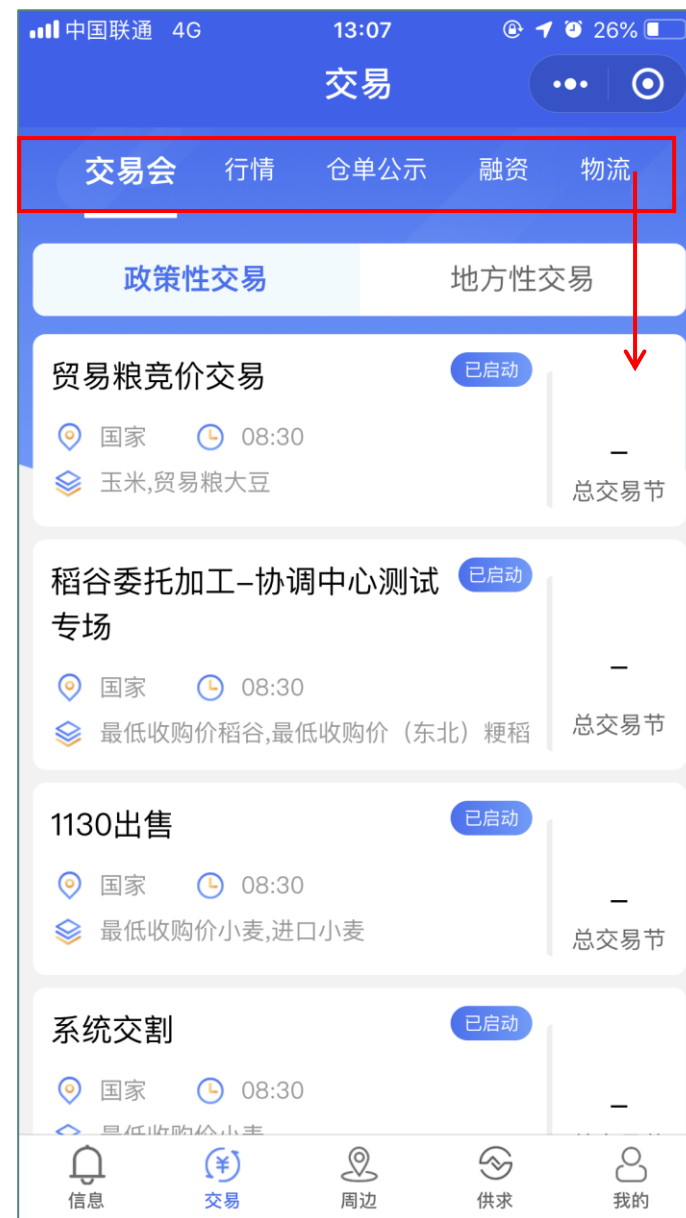 中国联通 4G 13:07 26%
交易
交易会 行情 仓单公示 融资 物流
政策性交易 地方性交易
贸易粮竞价交易 已启动
国家 08:30 –
玉米,贸易粮大豆 总交易节
稻谷委托加工–协调中心测试 已启动
专场
国家 08:30 –
最低收购价稻谷,最低收购价（东北）粳稻 总交易节
1130出售 已启动
国家 08:30 –
最低收购价小麦,进口小麦 总交易节
系统交割 已启动
国家 08:30 –
最低收购价小麦
信息 交易 周边 供求 我的